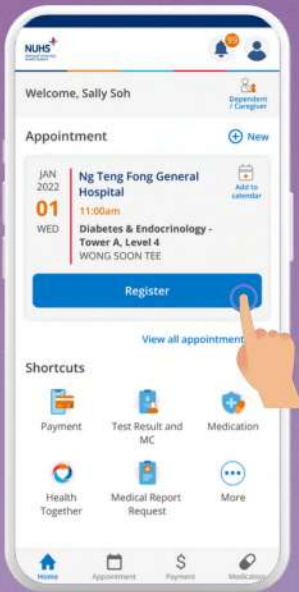 NUHS
99
Welcome, Sally Soh
Dependent
/ Caregiver
Appointment
New
JAN
2022
01
WED
Ng Teng Fong General
Hospital
11:00am
Diabetes & Endocrinology -
Tower A, Level 4
WONG SOON TEE
Add to
calendar
Register
View all appointment
Shortcuts
Payment
Test Result and
MC
Medication
Health
Together
Medical Report
Request
More
Home
Appointment
Payment
Medication